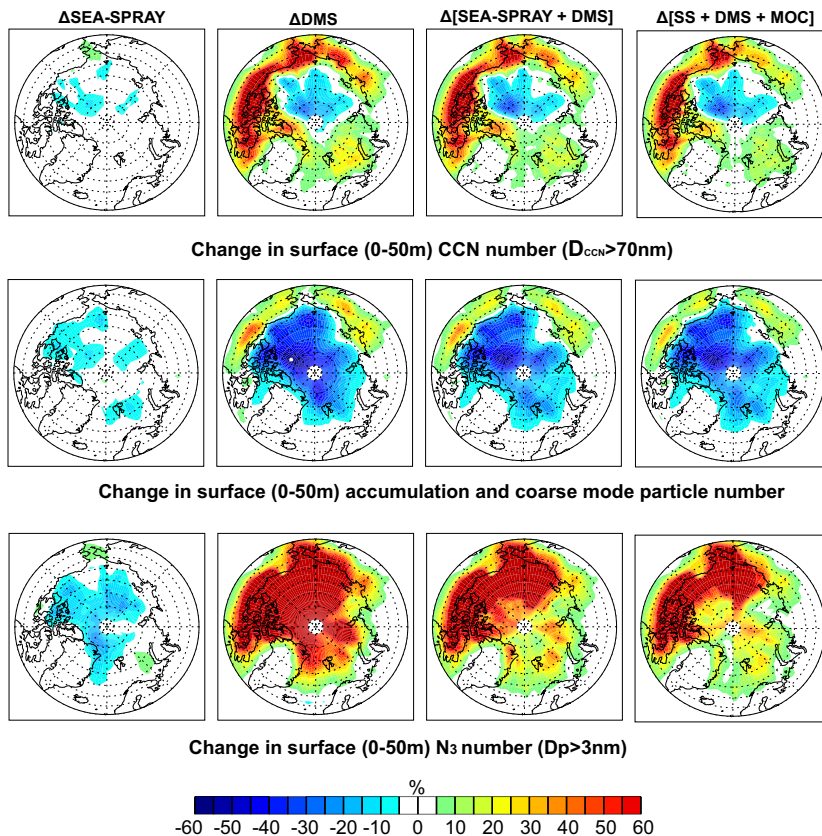 ΔSEA-SPRAY ΔDMS Δ[SEA-SPRAY + DMS] Δ[SS + DMS + MOC]
Change in surface (0-50m) CCN number (DCCN>70nm)
Change in surface (0-50m) accumulation and coarse mode particle number
Change in surface (0-50m) N3 number (Dp>3nm)
%
-60 -40 -30 -20 -10 0 5 10 20 30 40 60